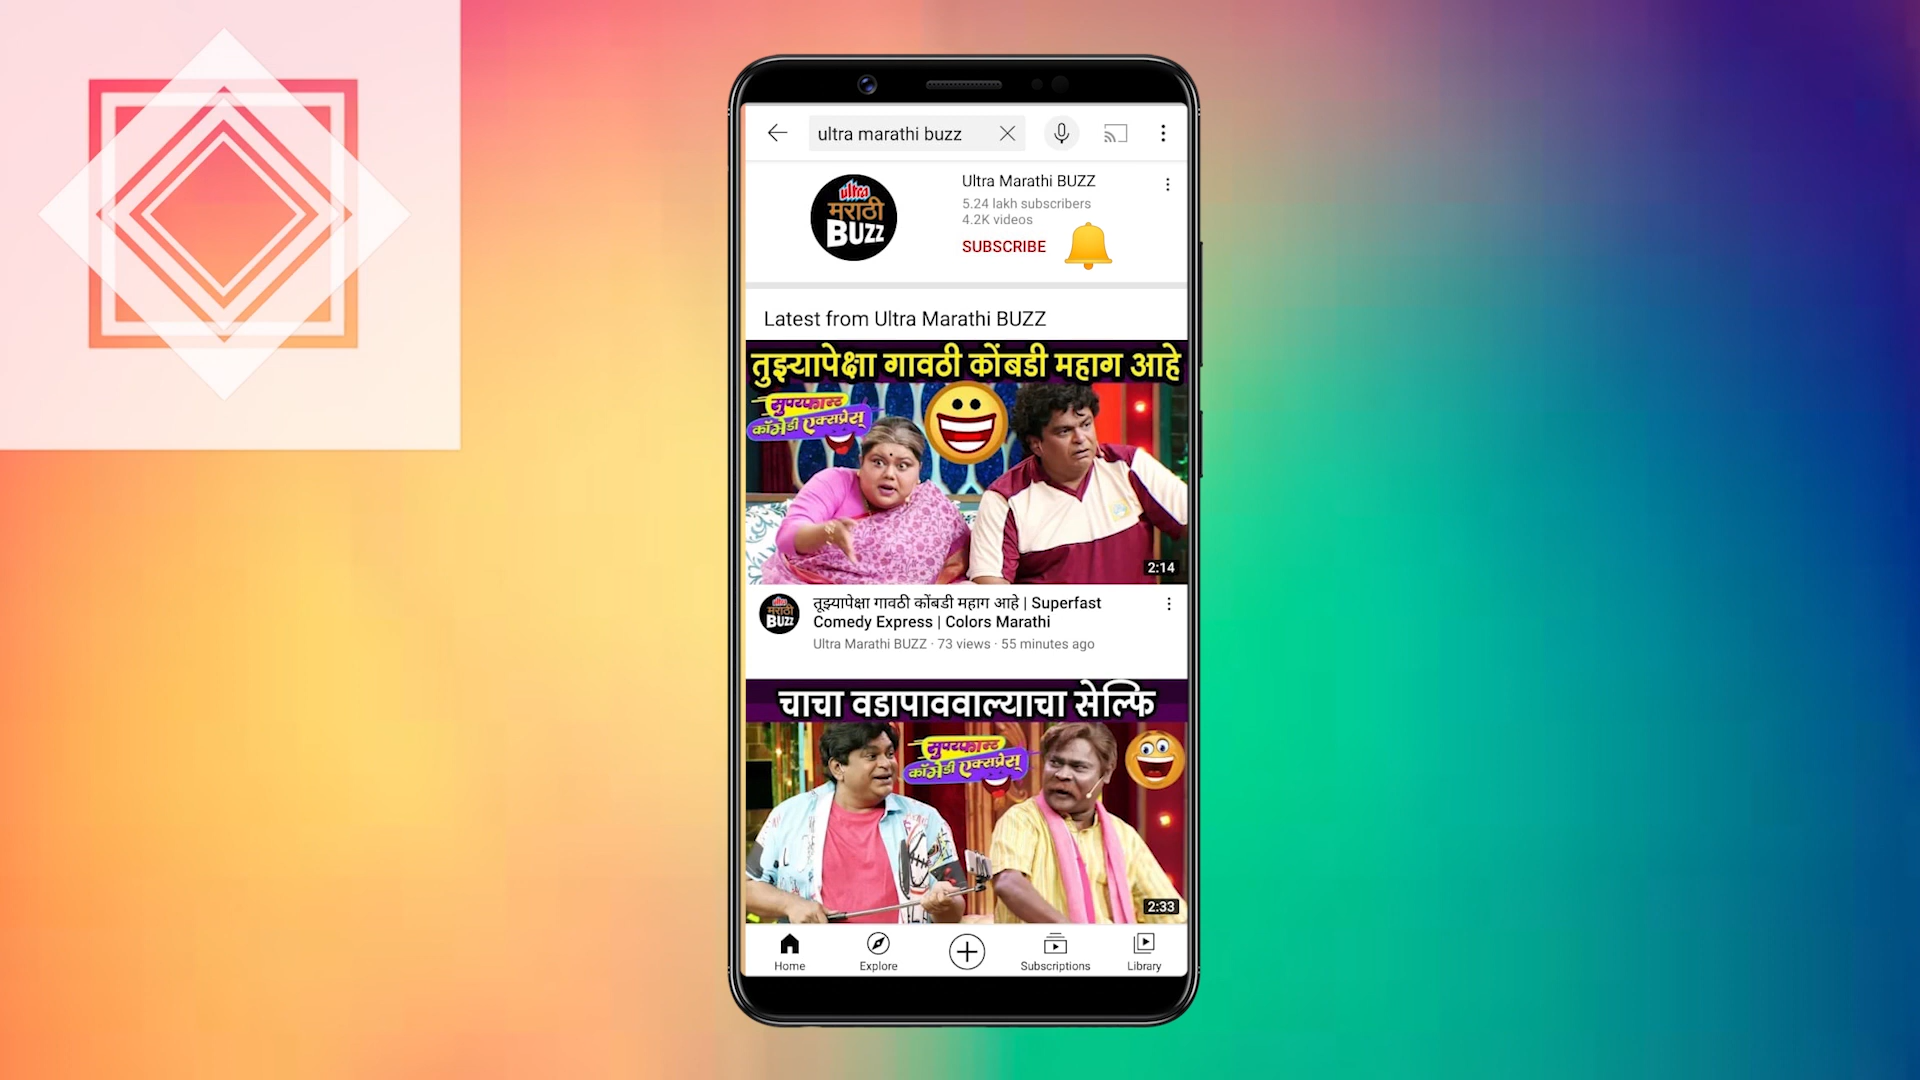 ultra marathi buzz
ultra
मराठी
BUZZ
Ultra Marathi BUZZ
5.24 lakh subscribers
4.2K videos
SUBSCRIBE
Latest from Ultra Marathi BUZZ
तुझ्यापेक्षा गावठी कोंबडी महाग आहे
सुपरफास्ट
कॉमेडी एक्सप्रेस्
2:14
ultra
मराठी
BUZZ
तूझ्यापेक्षा गावठी कोंबडी महाग आहे | Superfast
Comedy Express | Colors Marathi
Ultra Marathi BUZZ · 73 views · 55 minutes ago
चाचा वडापाववाल्याचा सेल्फि
सुपरफास्ट
कॉमेडी एक्सप्रेस्
2:33
Home
Explore
Subscriptions
Library